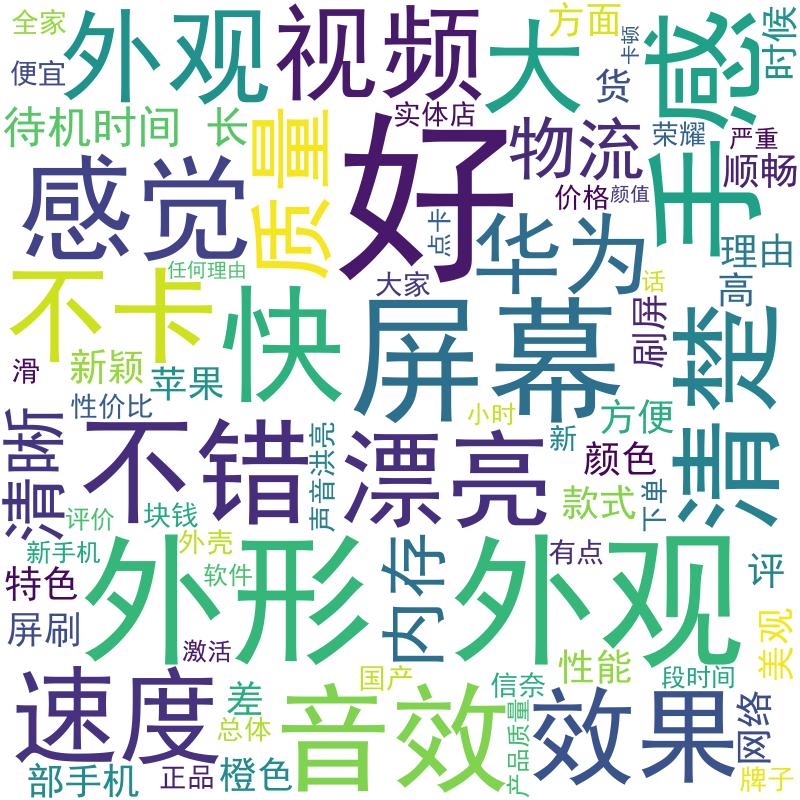 全家
便宜
外观
视频
大
方面
卡顿
货
手感
时候
待机时间
长
质量
实体店
好
物流
荣耀
严重
顺畅
价格
颜值
感觉
点卡
华为
理由
任何理由
大家
高
话
不卡
快
屏幕
刷屏
清楚
滑
新颖
苹果
性价比
小时
方便
清晰
不错
声音洪亮
漂亮
新
颜色
款式
下单
评价
块钱
新手机
外壳
软件
特色
外形
内存
有点
外观
评
屏刷
激活
美观
速度
差
总体
国产
信奈
性能
段时间
音效
效果
网络
产品质量
部手机
正品
橙色
牌子